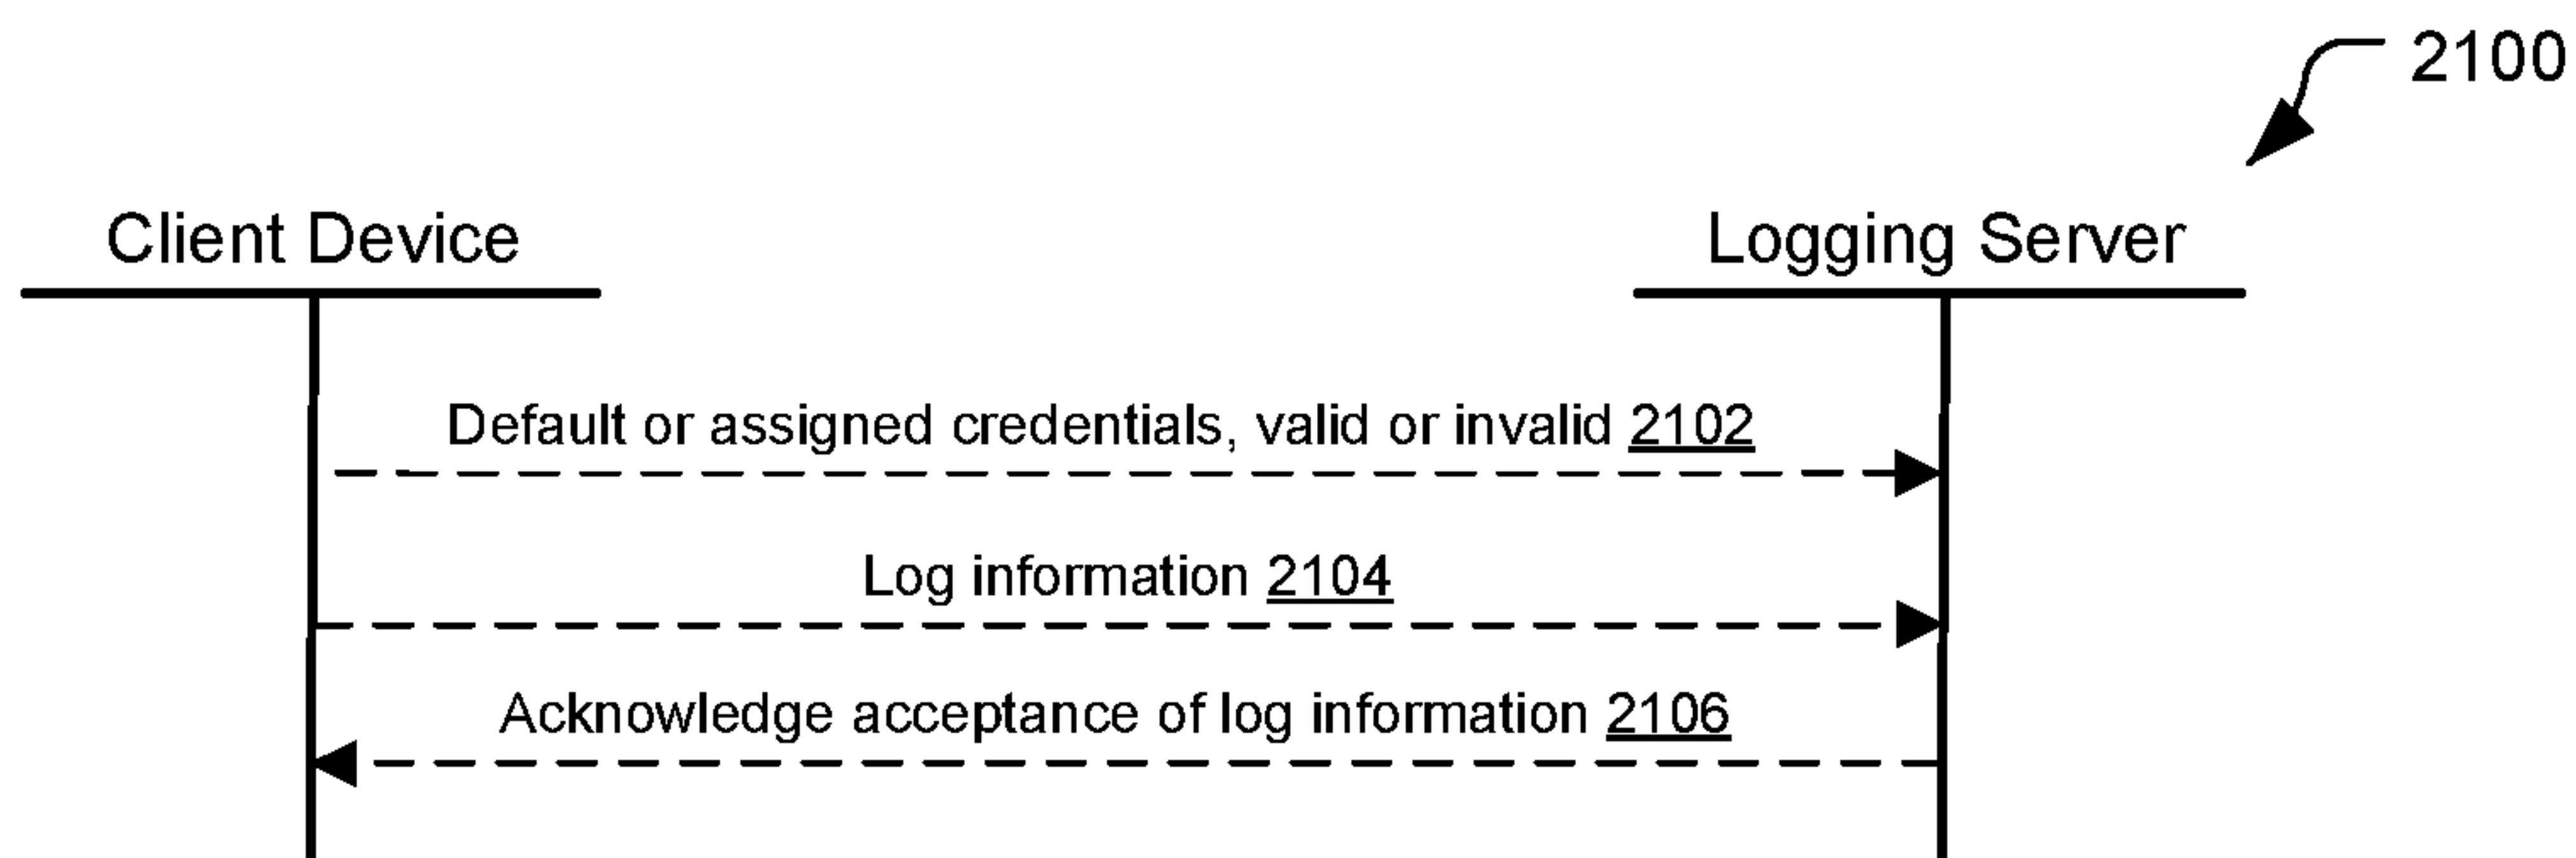 2100
Client Device
Logging Server
Default or assigned credentials, valid or invalid 2102
Log information 2104
Acknowledge acceptance of log information 2106